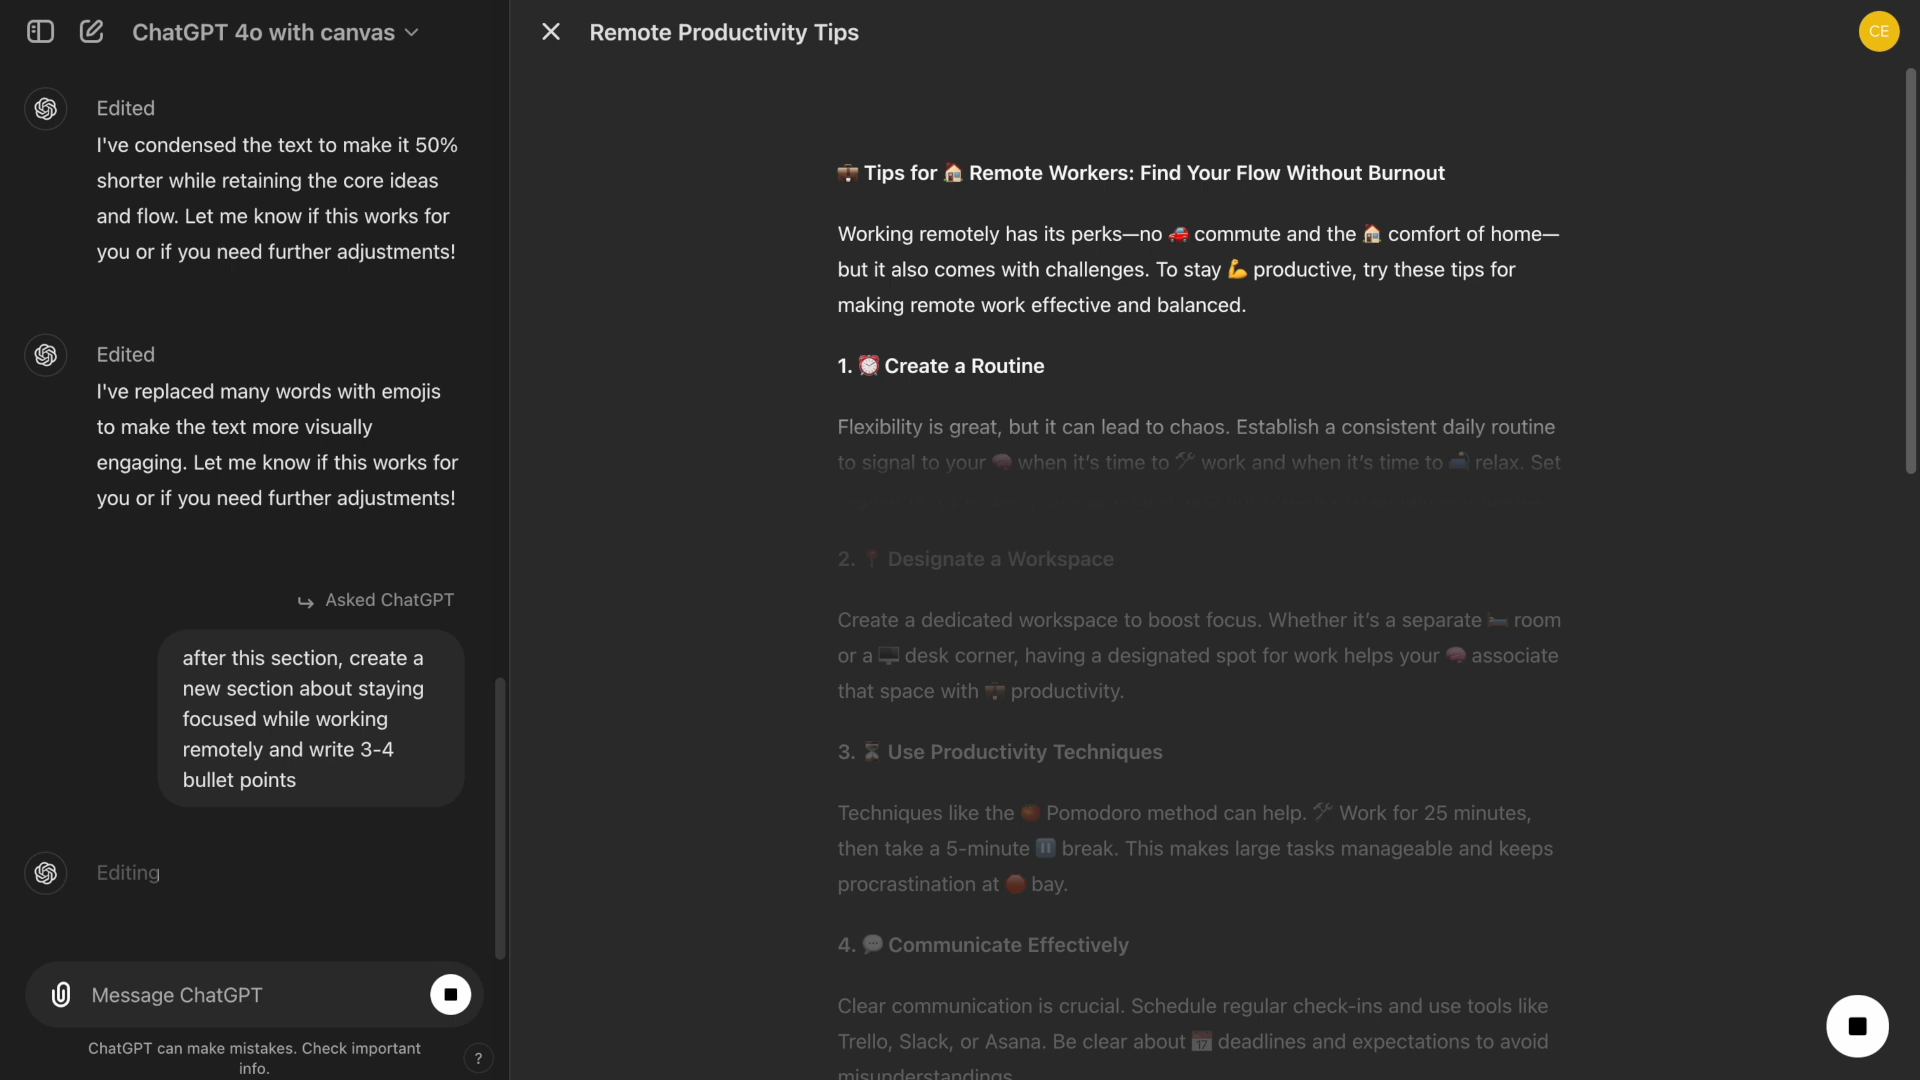 ChatGPT 4o with canvas
Edited
I've condensed the text to make it 50%
shorter while retaining the core ideas
and flow. Let me know if this works for
you or if you need further adjustments!
Edited
I've replaced many words with emojis
to make the text more visually
engaging. Let me know if this works for
you or if you need further adjustments!
Asked ChatGPT
after this section, create a
new section about staying
focused while working
remotely and write 3-4
bullet points
Editing
Message ChatGPT
ChatGPT can make mistakes. Check important
info.
?
Remote Productivity Tips
CE
💼 Tips for 🏠 Remote Workers: Find Your Flow Without Burnout
Working remotely has its perks—no 🚗 commute and the 🏠 comfort of home—
but it also comes with challenges. To stay 💪 productive, try these tips for
making remote work effective and balanced.
1. ⏰ Create a Routine
Flexibility is great, but it can lead to chaos. Establish a consistent daily routine
to signal to your 🧠 when it's time to 🛠 work and when it's time to 🛋 relax. Set
2. 📍 Designate a Workspace
Create a dedicated workspace to boost focus. Whether it's a separate 🛏 room
or a 🖥 desk corner, having a designated spot for work helps your 🧠 associate
that space with 💼 productivity.
3. ⏳ Use Productivity Techniques
Techniques like the 🍅 Pomodoro method can help. 🛠 Work for 25 minutes,
then take a 5-minute ⏸ break. This makes large tasks manageable and keeps
procrastination at 🛑 bay.
4. 💬 Communicate Effectively
Clear communication is crucial. Schedule regular check-ins and use tools like
Trello, Slack, or Asana. Be clear about 📅 deadlines and expectations to avoid
misunderstandings.